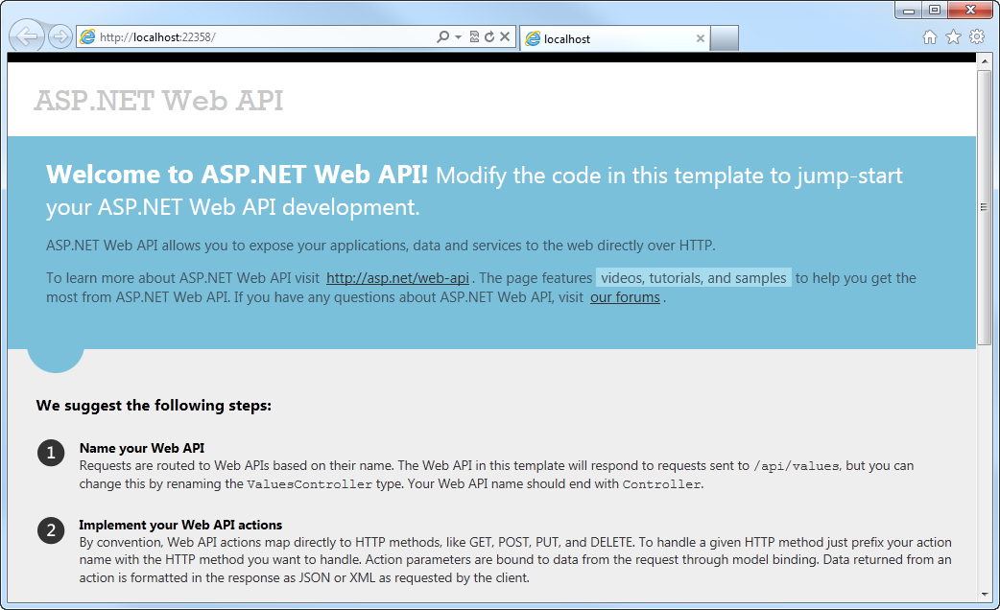 http://localhost:22358/
localhost
ASP.NET Web API
Welcome to ASP.NET Web API! Modify the code in this template to jump-start
your ASP.NET Web API development.
ASP.NET Web API allows you to expose your applications, data and services to the web directly over HTTP.
To learn more about ASP.NET Web API visit http://asp.net/web-api. The page features videos, tutorials, and samples to help you get the
most from ASP.NET Web API. If you have any questions about ASP.NET Web API, visit our forums.
We suggest the following steps:
1
Name your Web API
Requests are routed to Web APIs based on their name. The Web API in this template will respond to requests sent to /api/values, but you can
change this by renaming the ValuesController type. Your Web API name should end with Controller.
2
Implement your Web API actions
By convention, Web API actions map directly to HTTP methods, like GET, POST, PUT, and DELETE. To handle a given HTTP method just prefix your action
name with the HTTP method you want to handle. Action parameters are bound to data from the request through model binding. Data returned from an
action is formatted in the response as JSON or XML as requested by the client.